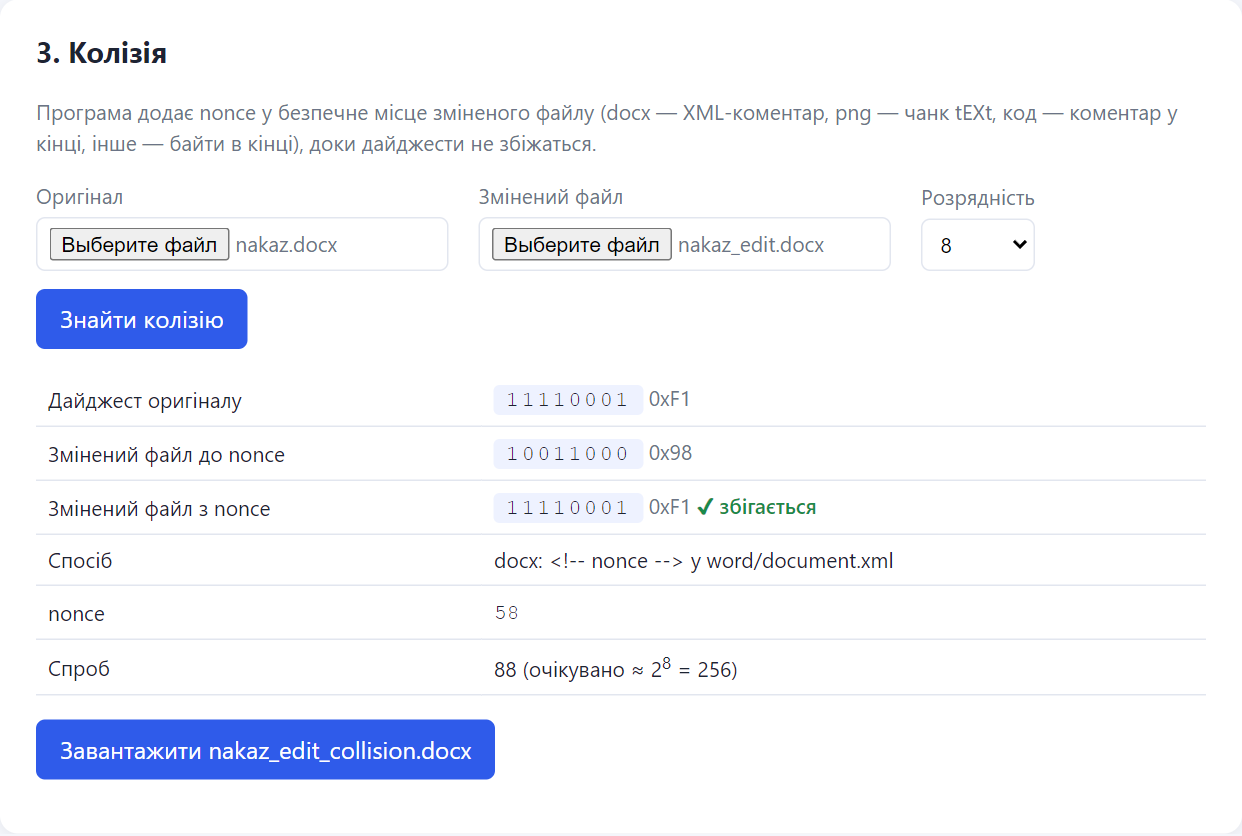 3. Колізія
Програма додає nonce у безпечне місце зміненого файлу (docx — XML-коментар, png — чанк tEXt, код — коментар у
кінці, інше — байти в кінці), доки дайджести не збіжаться.
Оригінал
Выберите файл nakaz.docx
Змінений файл
Выберите файл nakaz_edit.docx
Розрядність
8
Знайти колізію
Дайджест оригіналу 11110001 0xF1
Змінений файл до nonce 10011000 0x98
Змінений файл з nonce 11110001 0xF1 ✓ збігається
Спосіб docx: <!-- nonce --> у word/document.xml
nonce 58
Спроб 88 (очікувано ≈ 2⁸ = 256)
Завантажити nakaz_edit_collision.docx